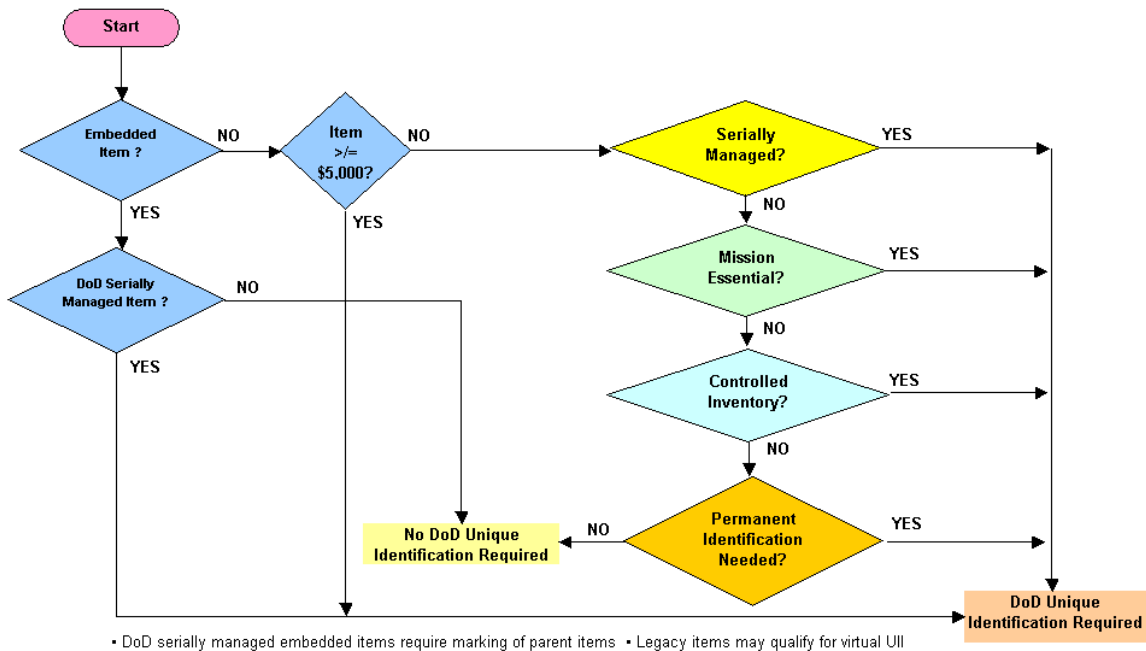 Start
Embedded
Item ?
NO
Item
>/=
$5,000?
NO
Serially
Managed?
YES
YES
YES
NO
DoD Serially
Managed Item ?
NO
Mission
Essential?
YES
NO
YES
Controlled
Inventory?
YES
NO
No DoD Unique
Identification Required
NO
Permanent
Identification
Needed?
YES
DoD Unique
Identification Required
▪ DoD serially managed embedded items require marking of parent items ▪ Legacy items may qualify for virtual UII